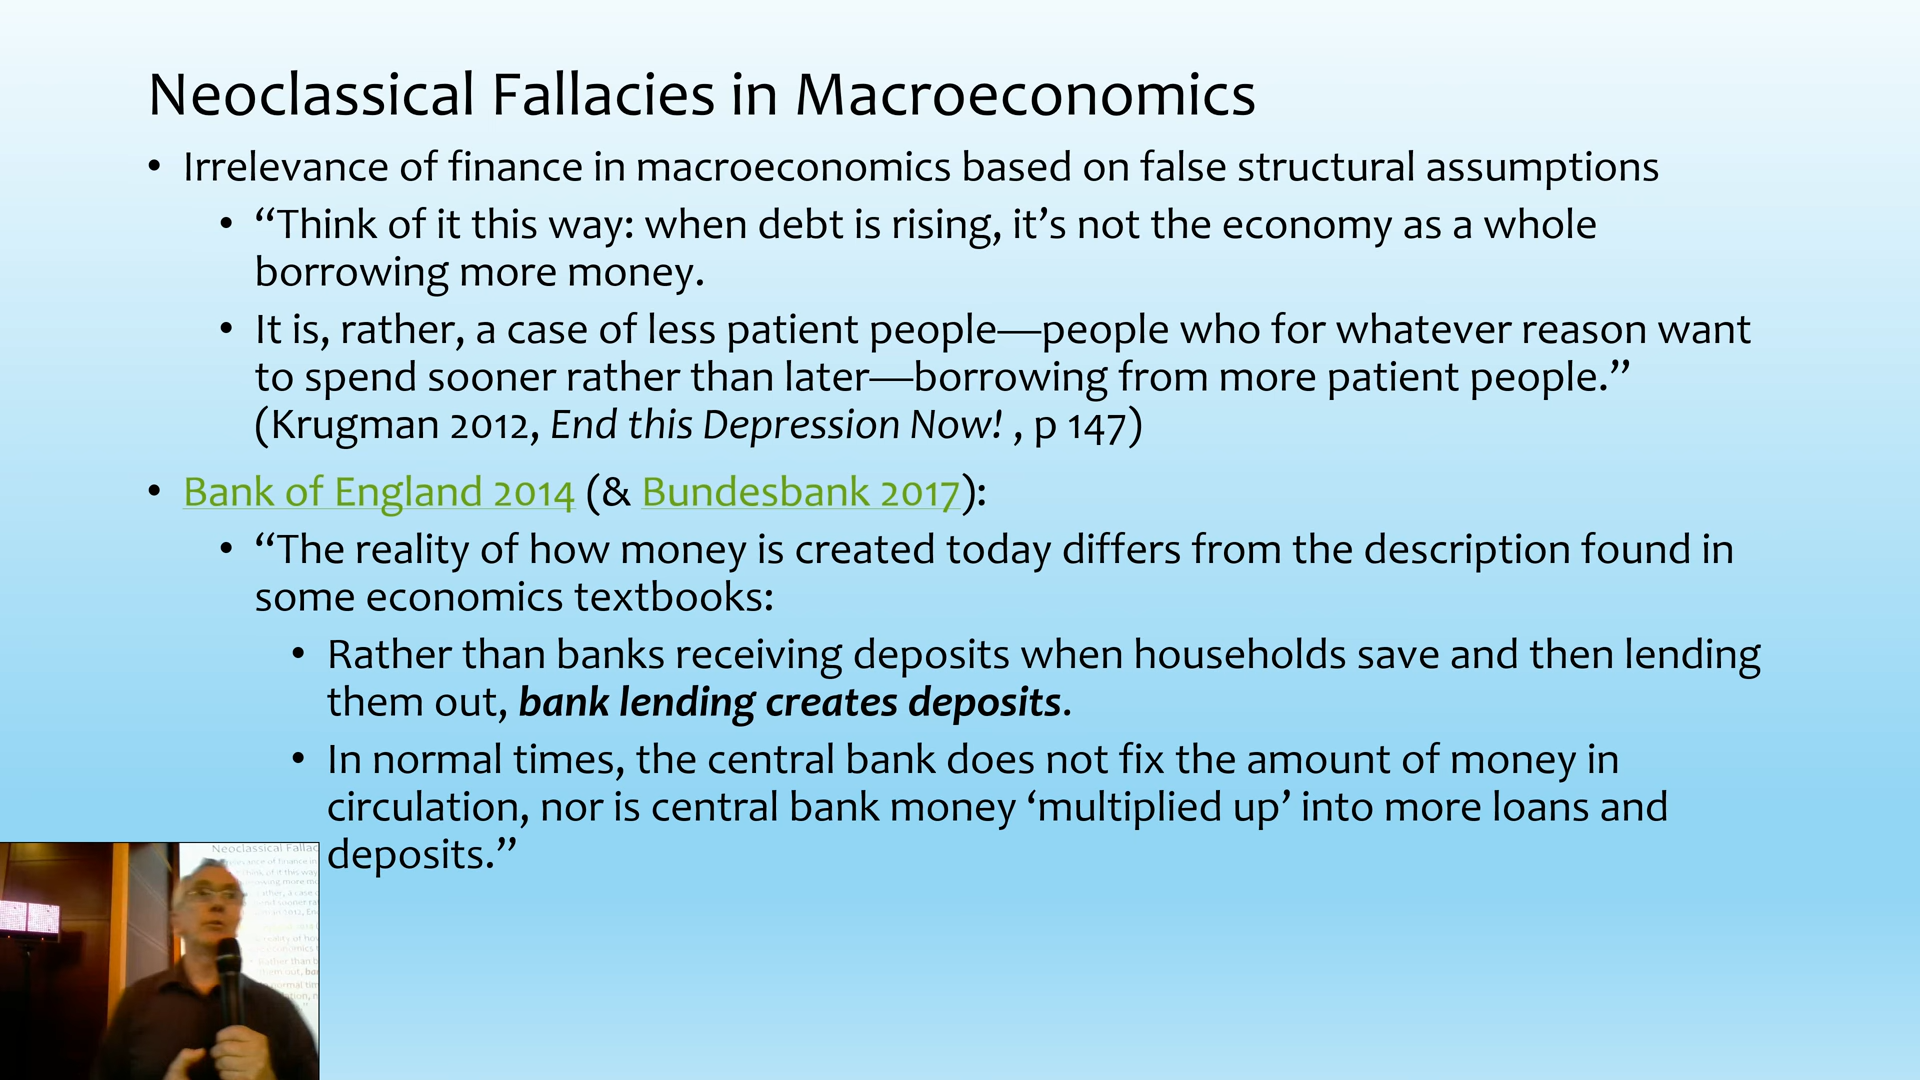 Neoclassical Fallacies in Macroeconomics
• Irrelevance of finance in macroeconomics based on false structural assumptions
• “Think of it this way: when debt is rising, it’s not the economy as a whole
borrowing more money.
• It is, rather, a case of less patient people—people who for whatever reason want
to spend sooner rather than later—borrowing from more patient people.”
(Krugman 2012, End this Depression Now! , p 147)
• Bank of England 2014 (& Bundesbank 2017):
• “The reality of how money is created today differs from the description found in
some economics textbooks:
• Rather than banks receiving deposits when households save and then lending
them out, bank lending creates deposits.
• In normal times, the central bank does not fix the amount of money in
circulation, nor is central bank money ‘multiplied up’ into more loans and
deposits.”
Neoclassical Fallac